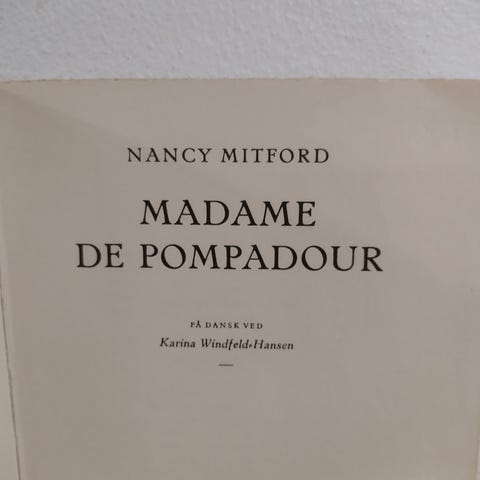 NANCY MITFORD
MADAME
DE POMPADOUR
PÅ DANSK VED
Karina Windfeld-Hansen